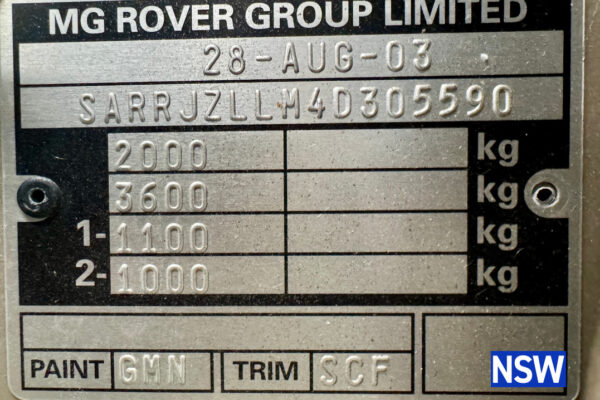 MG ROVER GROUP LIMITED
28-AUG-03
SARRJZLLM4D305590
2000 kg
3600 kg
1- 1100 kg
2- 1000 kg
PAINT GMN TRIM SCF
NSW